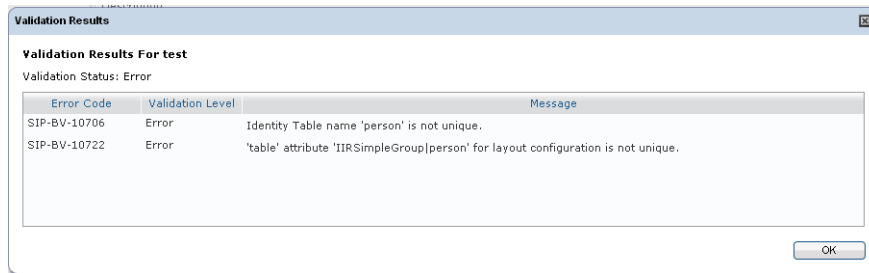 Validation Results
Validation Results For test
Validation Status: Error
Error Code Validation Level Message
SIP-BV-10706 Error Identity Table name 'person' is not unique.
SIP-BV-10722 Error 'table' attribute 'IIRSimpleGroup|person' for layout configuration is not unique.
OK